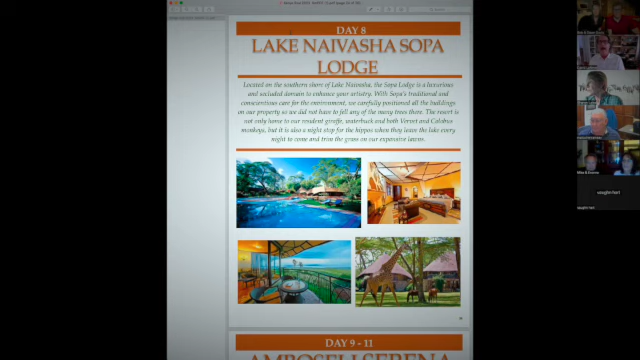 DAY 8
LAKE NAIVASHA SOPA
LODGE
Located on the southern shore of Lake Naivasha, the Sopa Lodge is a luxurious
and secluded domain to enhance your artistry. With Sopa's traditional and
conscientious care for the environment, we carefully positioned all the buildings
on our property so we did not have to fell any of the many trees there. The resort is
not only home to our resident giraffe, waterbuck and both Vervet and Colobus
monkeys, but it is also a night stop for the hippos when they leave the lake every
night to come and trim the grass on our expansive lawns.
DAY 9 - 11
AMBOSELI SERENA
vaughn hart
vaughn hart